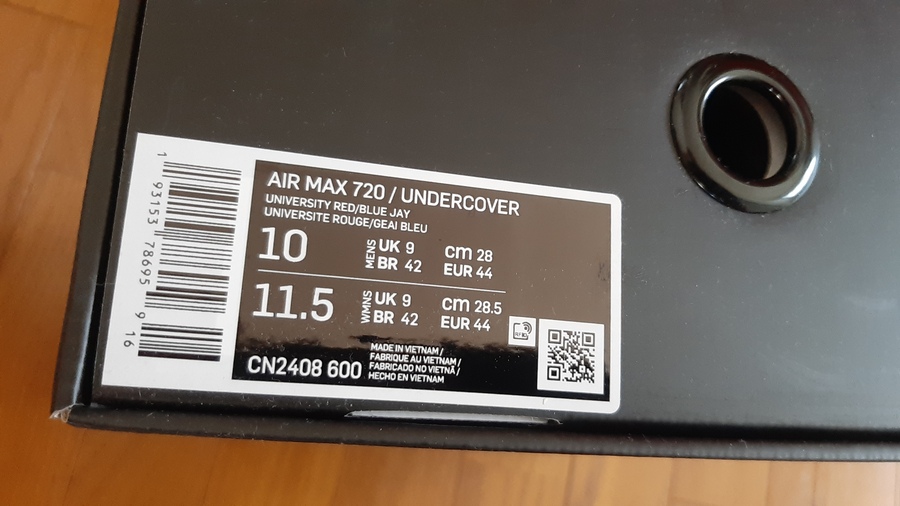 AIR MAX 720 / UNDERCOVER
UNIVERSITY RED/BLUE JAY
UNIVERSITE ROUGE/GEAI BLEU
10 MENS UK 9 cm 28
BR 42 EUR 44
11.5 WMNS UK 9 cm 28.5
BR 42 EUR 44
CN2408 600
MADE IN VIETNAM /
FABRIQUE AU VIETNAM /
FABRICADO NO VIETNÃ /
HECHO EN VIETNAM
1 93153 78695 9 16